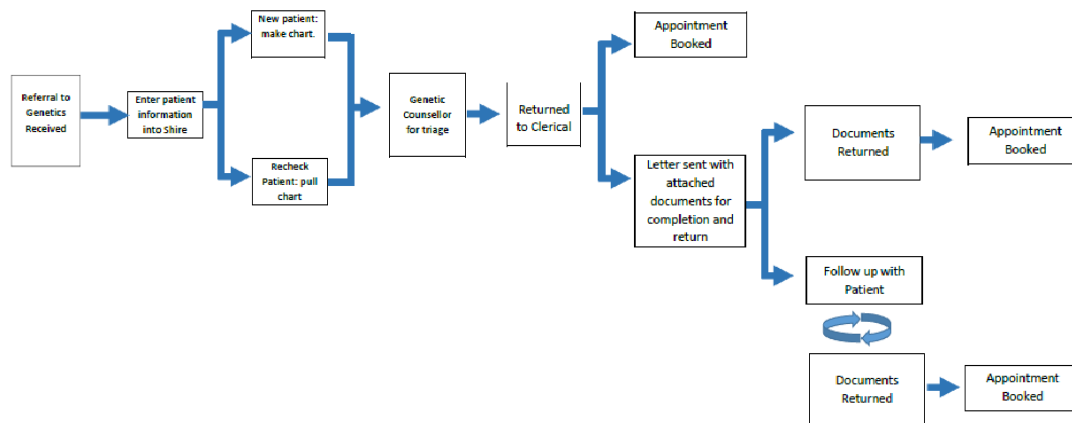 Referral to
Genetics
Received
Enter patient
information
into Shire
New patient:
make chart.
Recheck
Patient: pull
chart
Genetic
Counsellor
for triage
Returned
to Clerical
Appointment
Booked
Letter sent with
attached
documents for
completion and
return
Documents
Returned
Appointment
Booked
Follow up with
Patient
Documents
Returned
Appointment
Booked